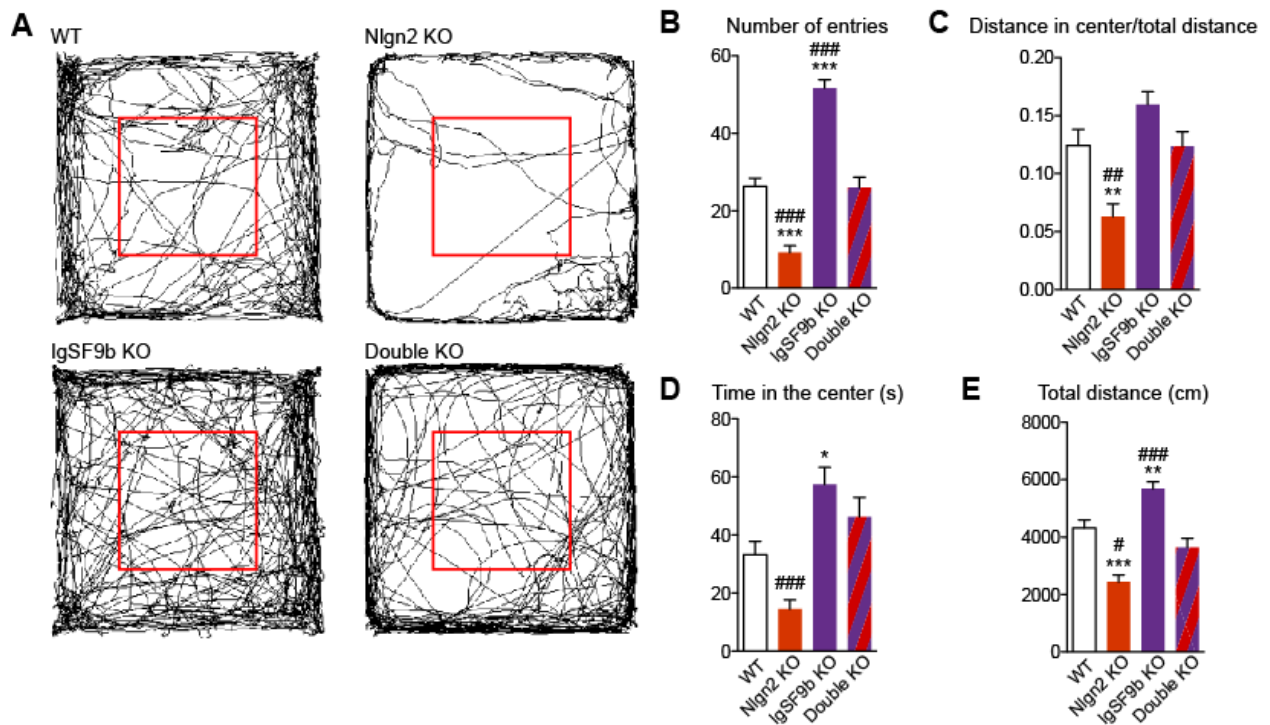 A
WT
Nlgn2 KO
IgSF9b KO
Double KO
B
Number of entries
60
40
20
0
###
***
###
***
WT
Nlgn2 KO
IgSF9b KO
Double KO
C
Distance in center/total distance
0.20
0.15
0.10
0.05
0.00
##
**
WT
Nlgn2 KO
IgSF9b KO
Double KO
D
Time in the center (s)
80
60
40
20
0
###
*
WT
Nlgn2 KO
IgSF9b KO
Double KO
E
Total distance (cm)
8000
6000
4000
2000
0
#
***
###
**
WT
Nlgn2 KO
IgSF9b KO
Double KO